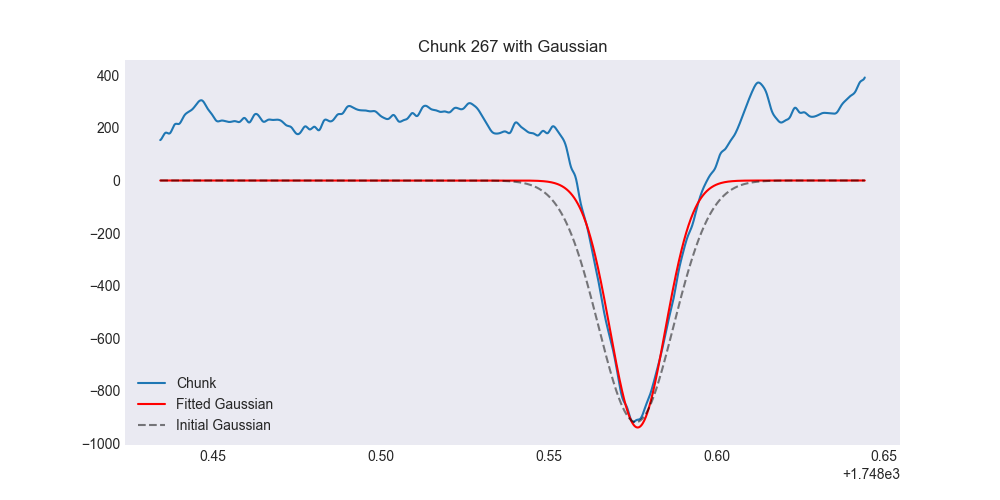 Chunk 267 with Gaussian
400
200
0
−200
−400
−600
−800
−1000
Chunk
Fitted Gaussian
Initial Gaussian
0.45 0.50 0.55 0.60 0.65
+1.748e3